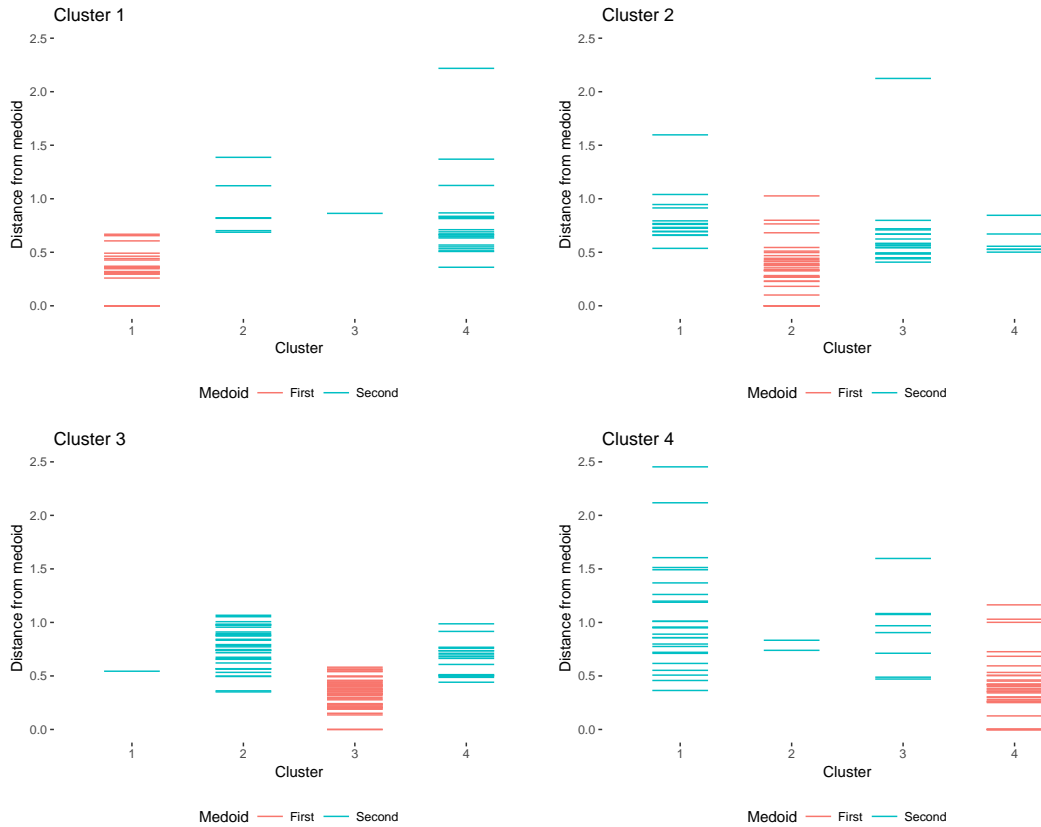 Cluster 1
2.5
2.0
1.5
1.0
0.5
0.0
Distance from medoid
1 2 3 4
Cluster
Medoid First Second
Cluster 2
2.5
2.0
1.5
1.0
0.5
0.0
Distance from medoid
1 2 3 4
Cluster
Medoid First Second
Cluster 3
2.5
2.0
1.5
1.0
0.5
0.0
Distance from medoid
1 2 3 4
Cluster
Medoid First Second
Cluster 4
2.5
2.0
1.5
1.0
0.5
0.0
Distance from medoid
1 2 3 4
Cluster
Medoid First Second